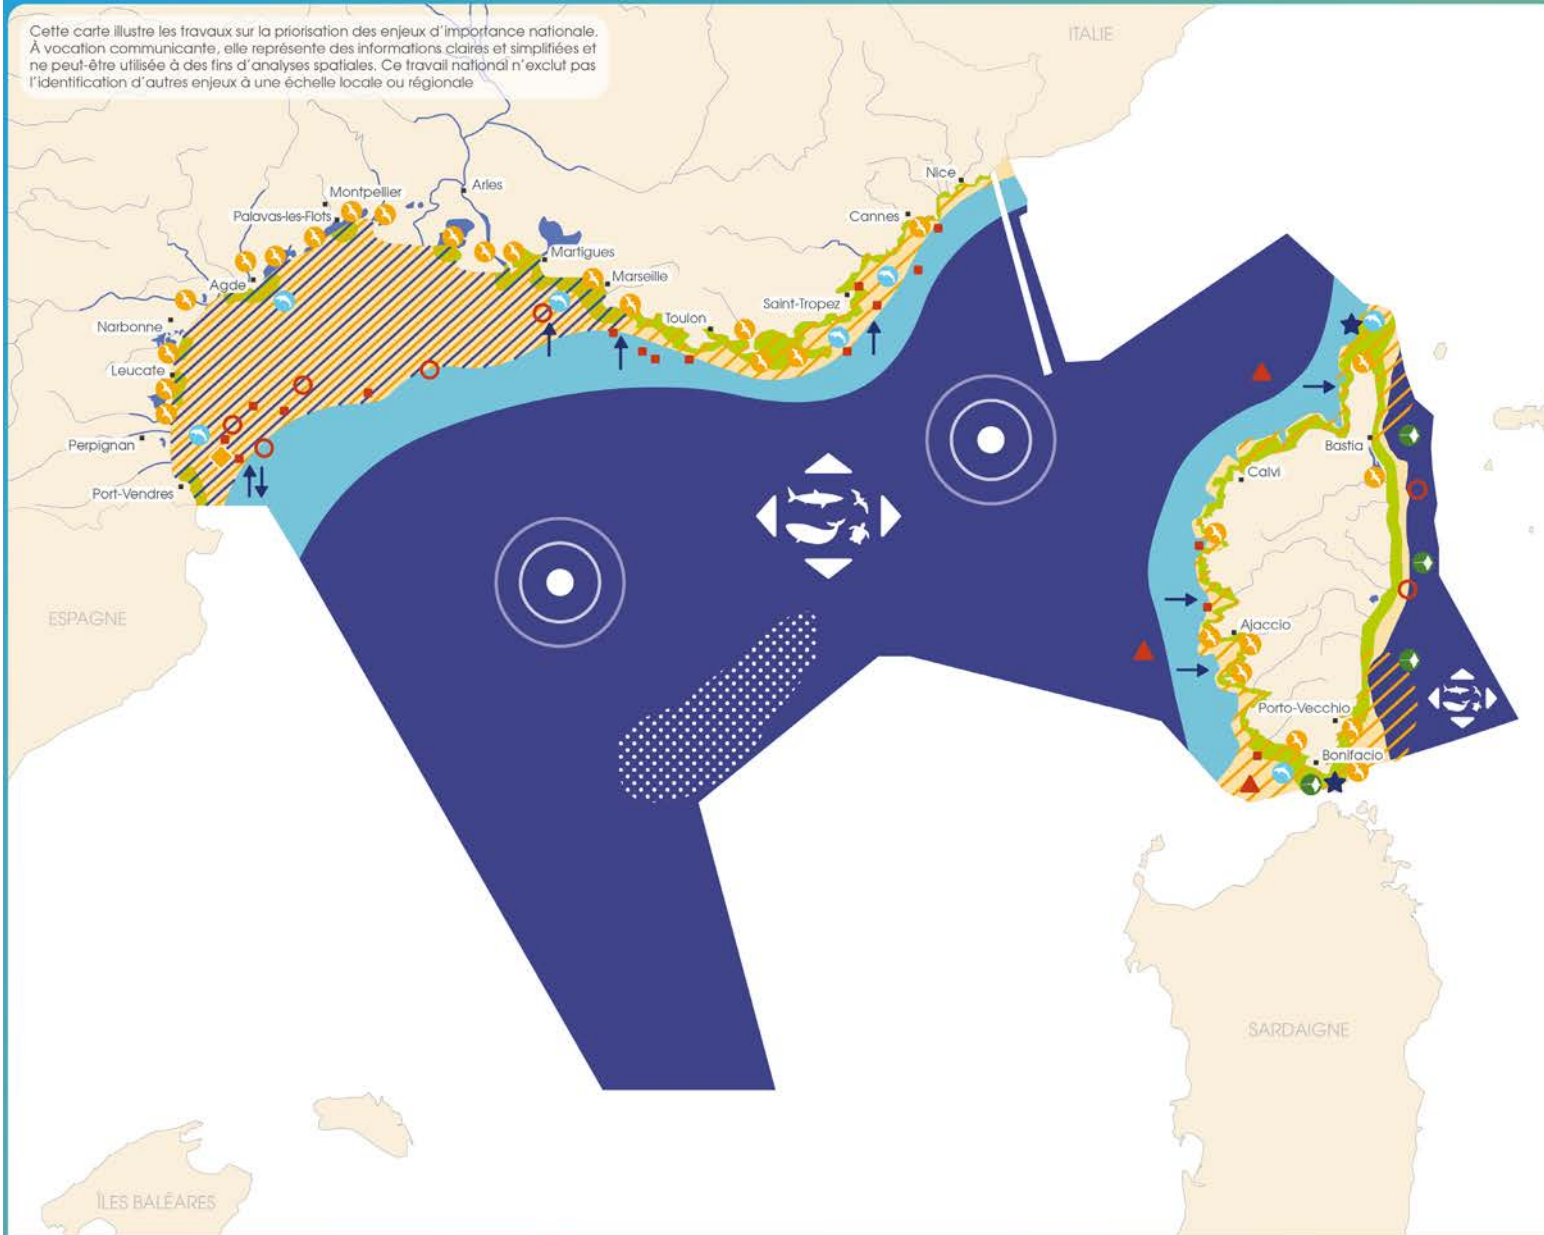 Cette carte illustre les travaux sur la priorisation des enjeux d'importance nationale.
À vocation communicante, elle représente des informations claires et simplifiées et
ne peut-être utilisée à des fins d'analyses spatiales. Ce travail national n'exclut pas
l'identification d'autres enjeux à une échelle locale ou régionale
ITALIE
Nice
Arles
Montpellier
Palavas-les-Flots
Cannes
Martigues
Marseille
Agde
Saint-Tropez
Toulon
Narbonne
Leucate
Perpignan
Bastia
Calvi
Port-Vendres
ESPAGNE
Ajaccio
Porto-Vecchio
Bonifacio
SARDAIGNE
ÎLES BALÉARES